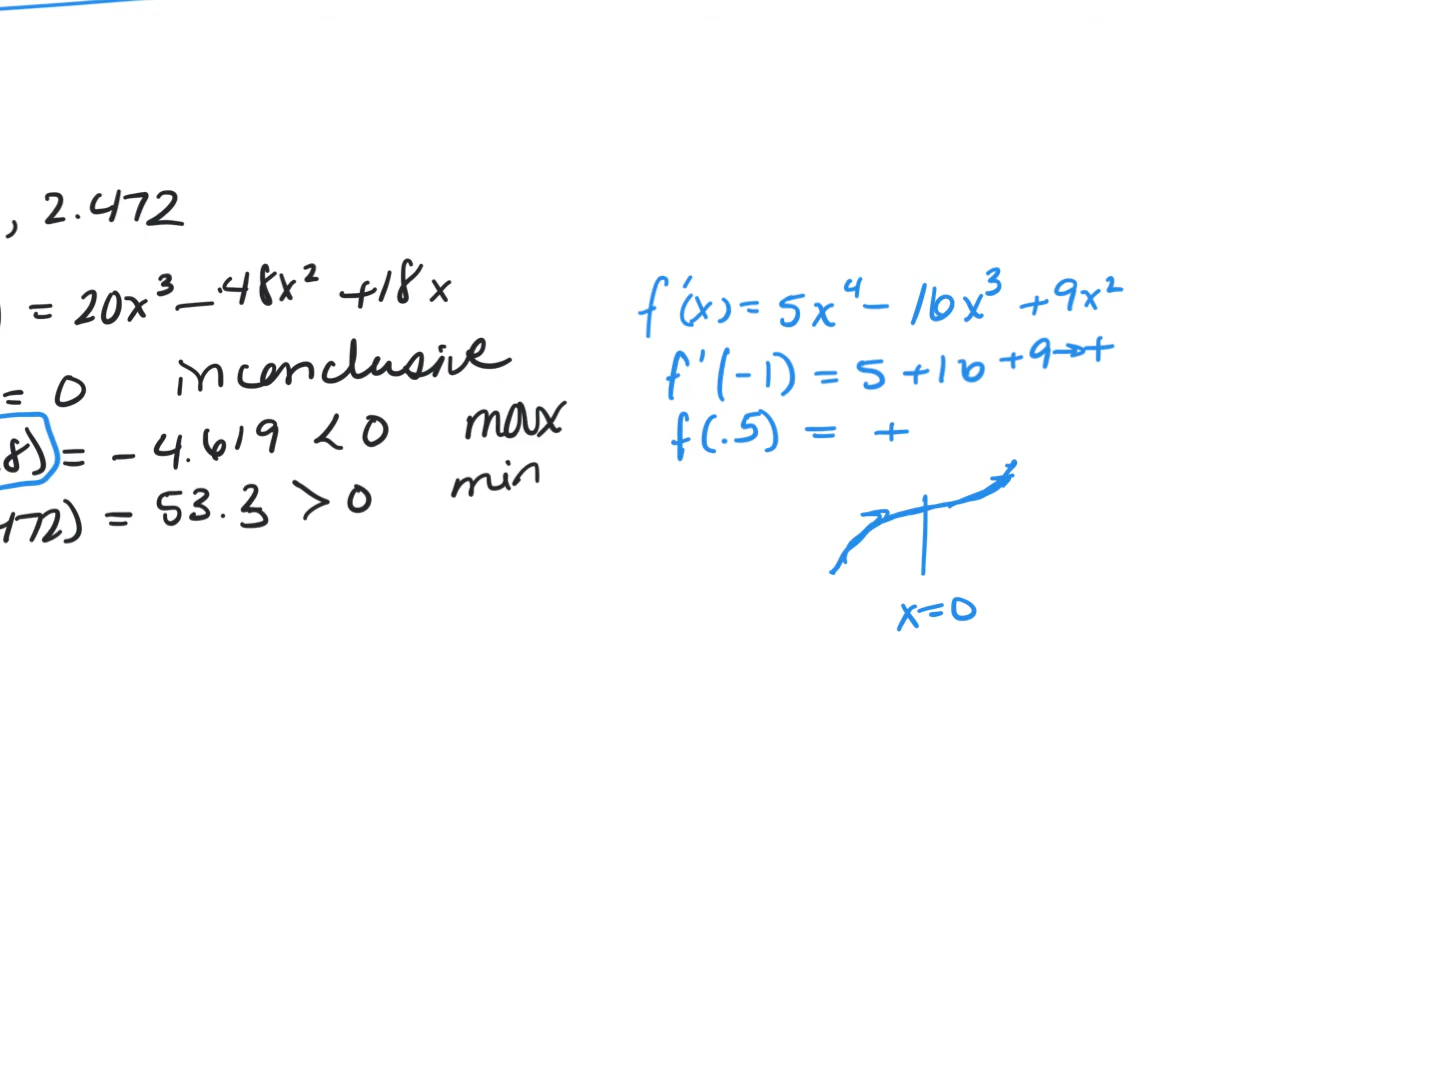 , 2.472
) = 20x³ - 48x² + 18x
= 0 inconclusive
8) = - 4.619 < 0 max
472) = 53.3 > 0 min
f'(x) = 5x⁴ - 16x³ + 9x²
f'(-1) = 5 + 16 + 9 → +
f(.5) = +
x=0